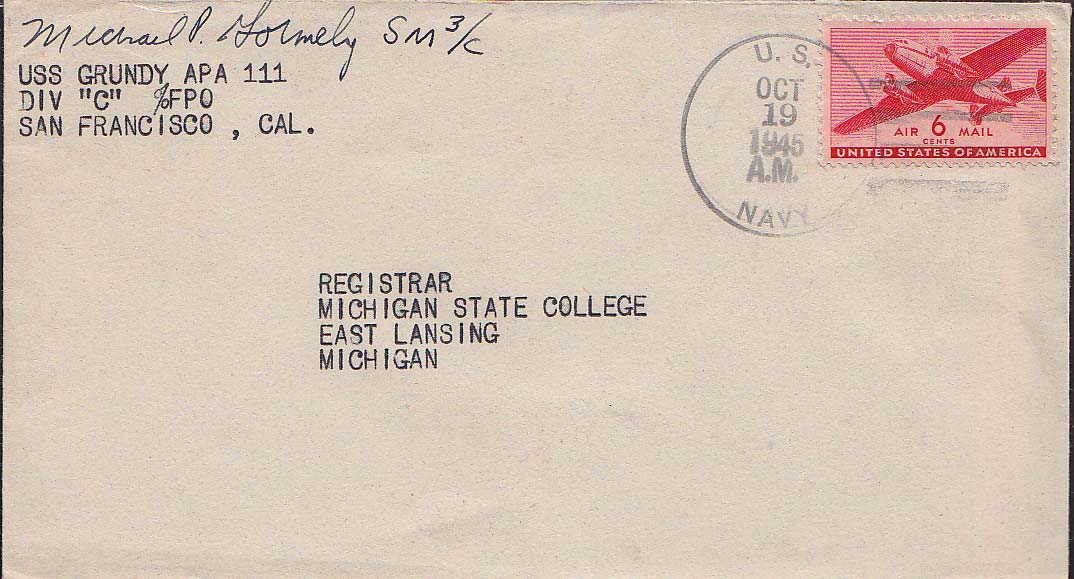 Michael P. Gormely SM 3/c
USS GRUNDY APA 111
DIV "C" %FPO
SAN FRANCISCO , CAL.
U. S.
OCT
19
1945
A.M.
NAVY
AIR 6 MAIL
CENTS
UNITED STATES OF AMERICA
REGISTRAR
MICHIGAN STATE COLLEGE
EAST LANSING
MICHIGAN